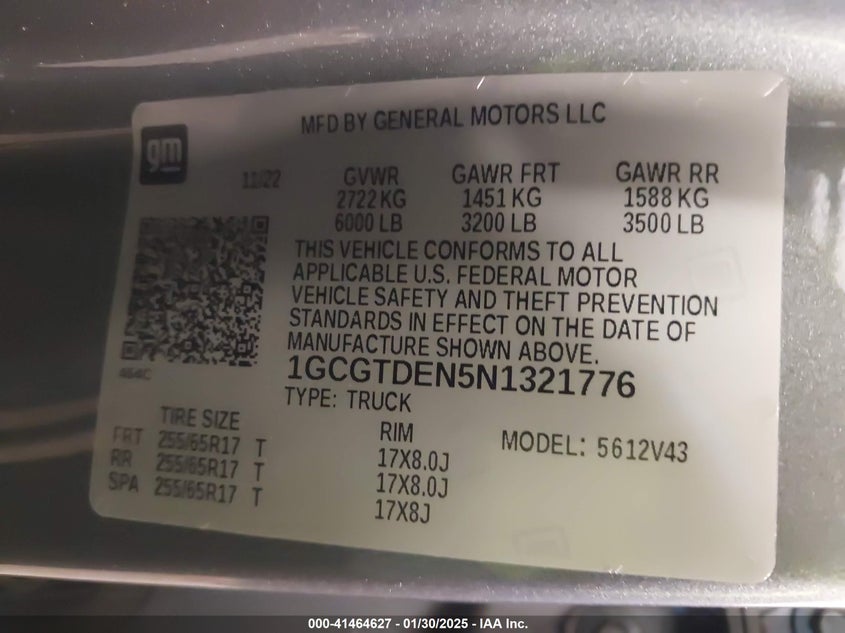 MFD BY GENERAL MOTORS LLC
gm
11/22
GVWR GAWR FRT GAWR RR
2722 KG 1451 KG 1588 KG
6000 LB 3200 LB 3500 LB
THIS VEHICLE CONFORMS TO ALL
APPLICABLE U.S. FEDERAL MOTOR
VEHICLE SAFETY AND THEFT PREVENTION
STANDARDS IN EFFECT ON THE DATE OF
MANUFACTURE SHOWN ABOVE.
1GCGTDEN5N1321776
464C
TYPE: TRUCK
TIRE SIZE RIM MODEL: 5612V43
FRT 255/65R17 T 17X8.0J
RR 255/65R17 T 17X8.0J
SPA 255/65R17 T 17X8J
000-41464627 - 01/30/2025 - IAA Inc.